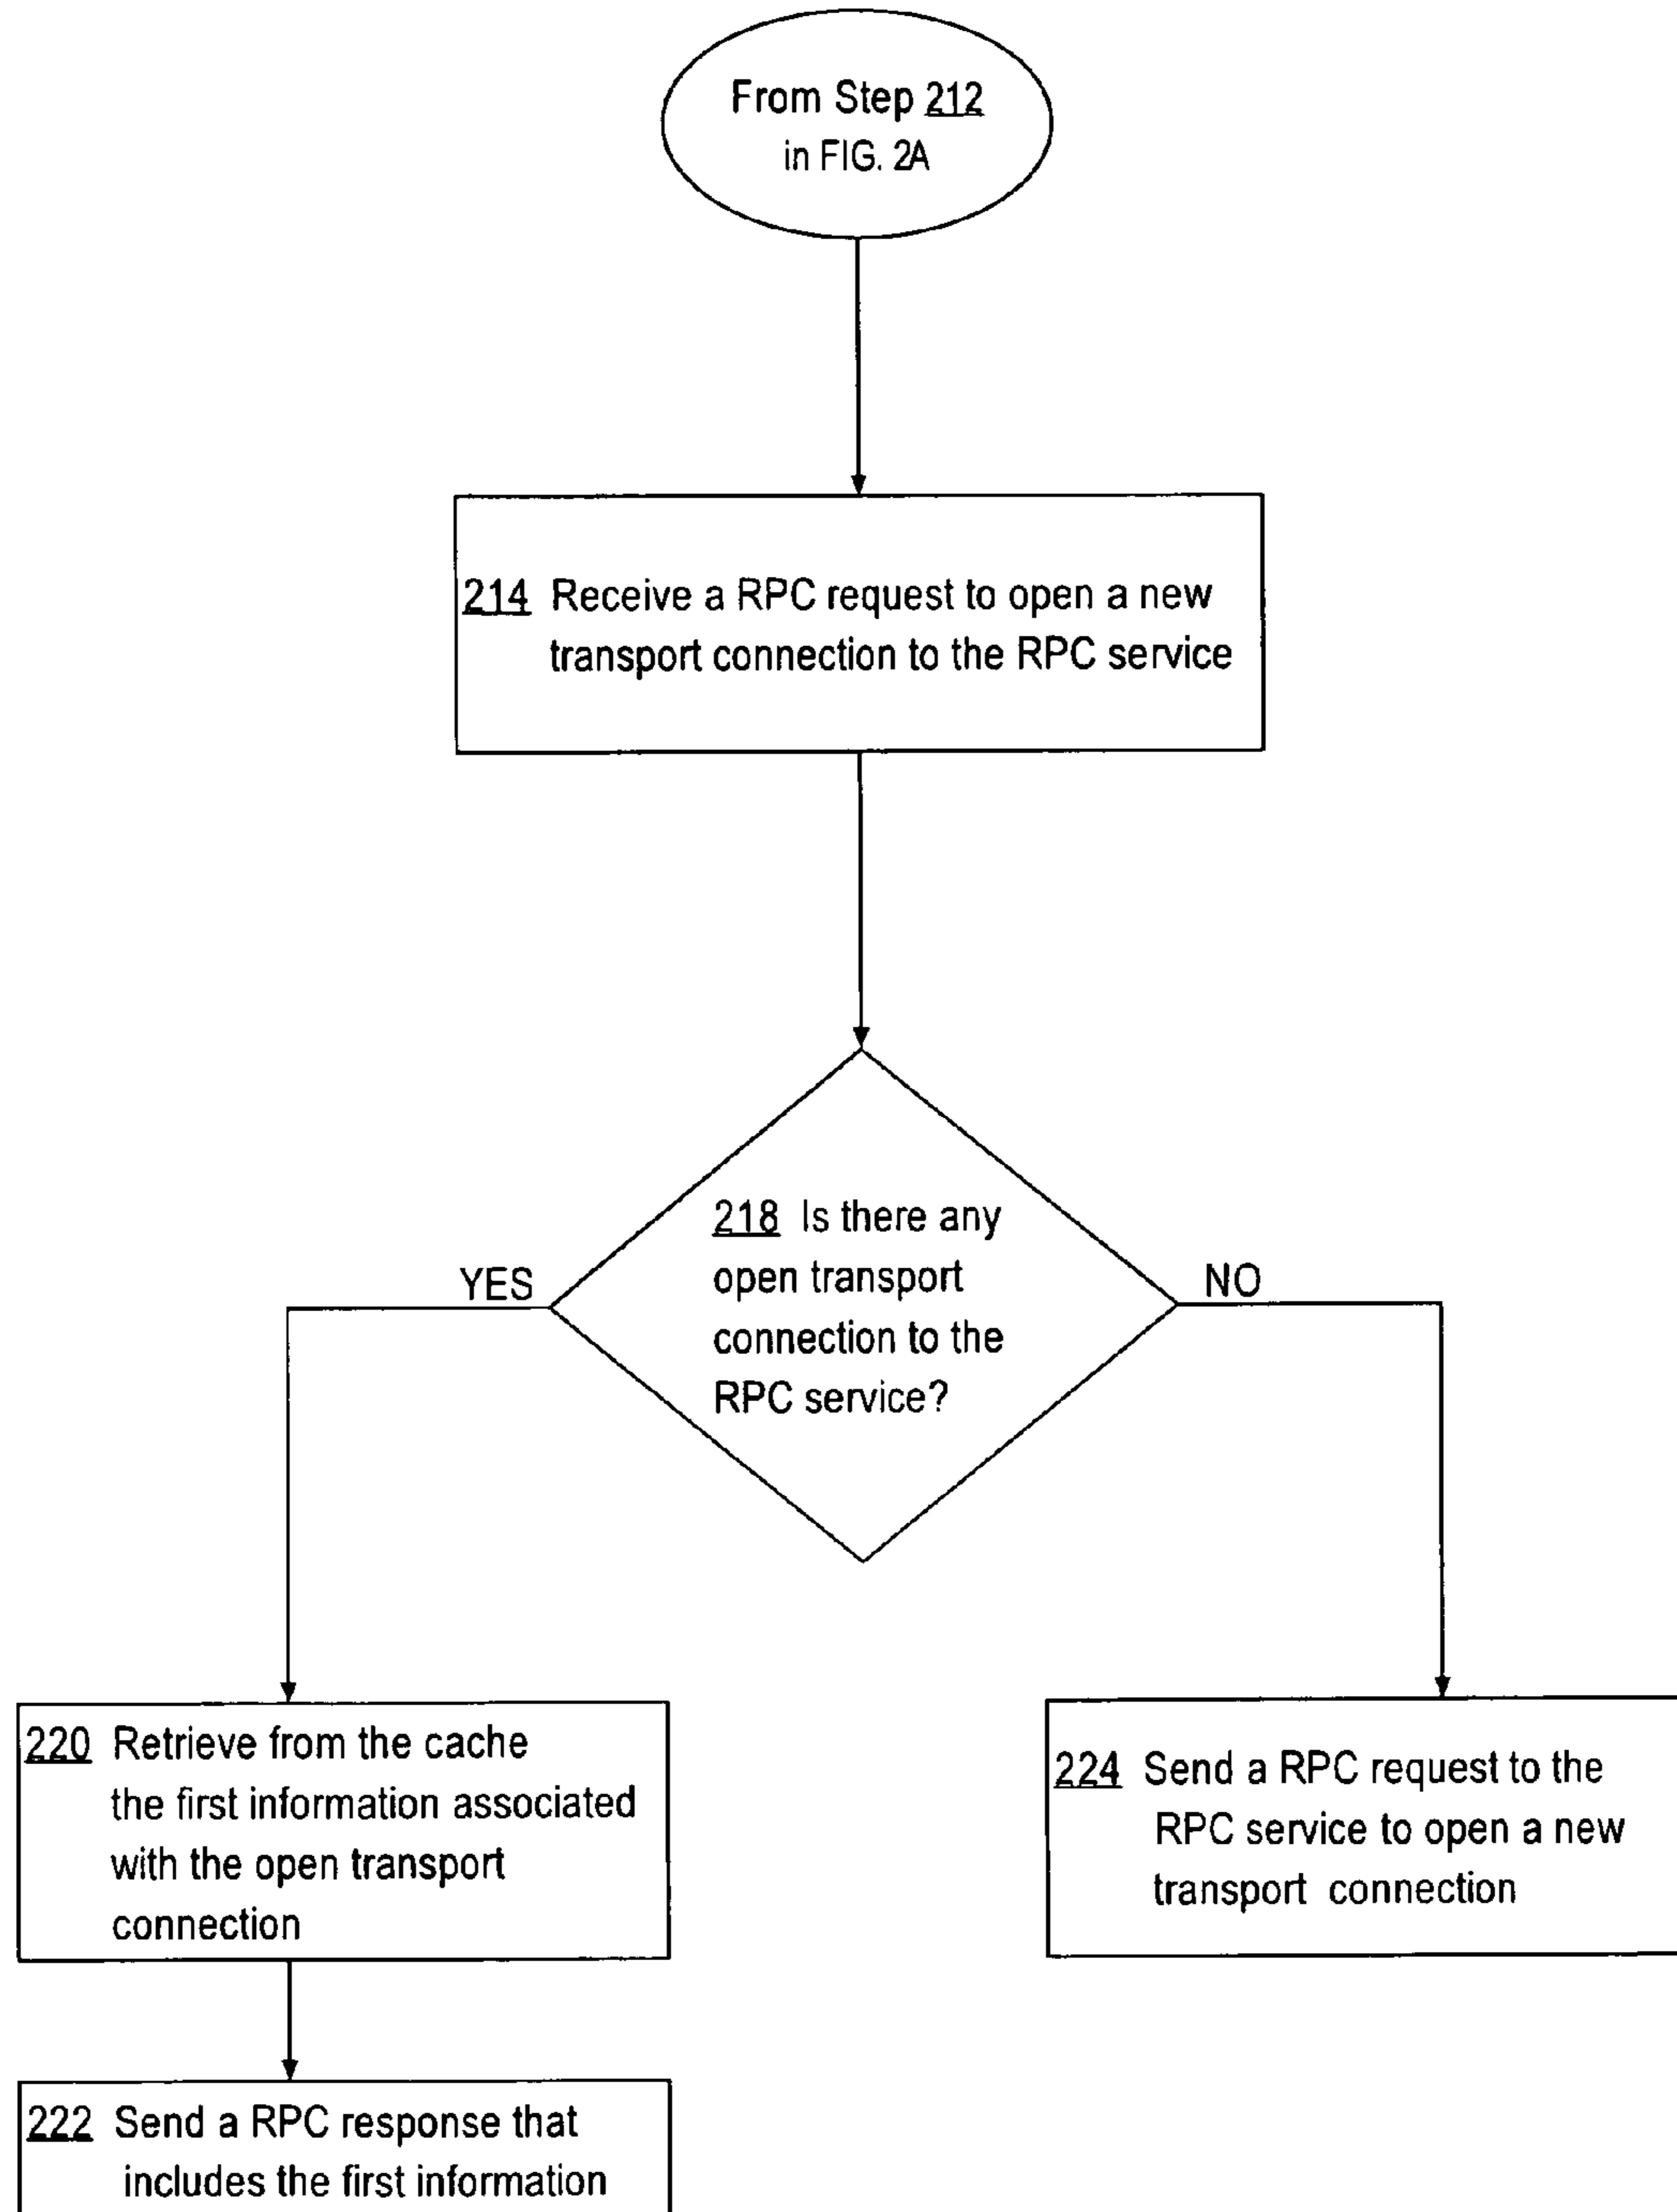 From Step 212
in FIG. 2A
214 Receive a RPC request to open a new
transport connection to the RPC service
218 Is there any
open transport
connection to the
RPC service?
YES
NO
220 Retrieve from the cache
the first information associated
with the open transport
connection
224 Send a RPC request to the
RPC service to open a new
transport connection
222 Send a RPC response that
includes the first information